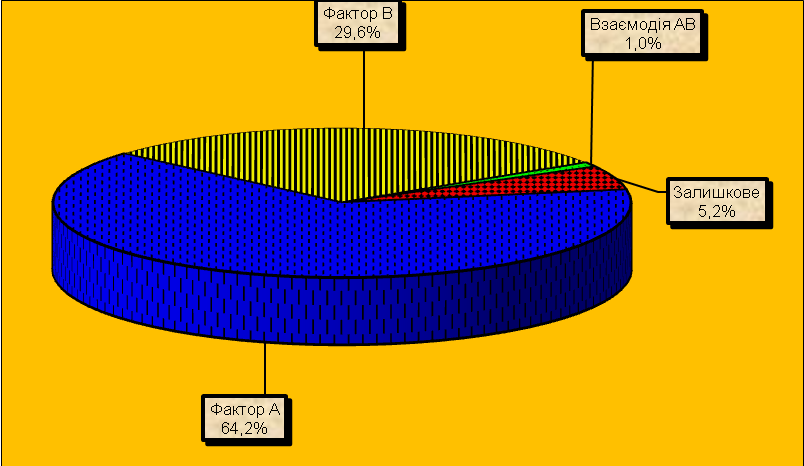 Фактор В
29,6%
Взаємодія АВ
1,0%
Залишкове
5,2%
Фактор А
64,2%